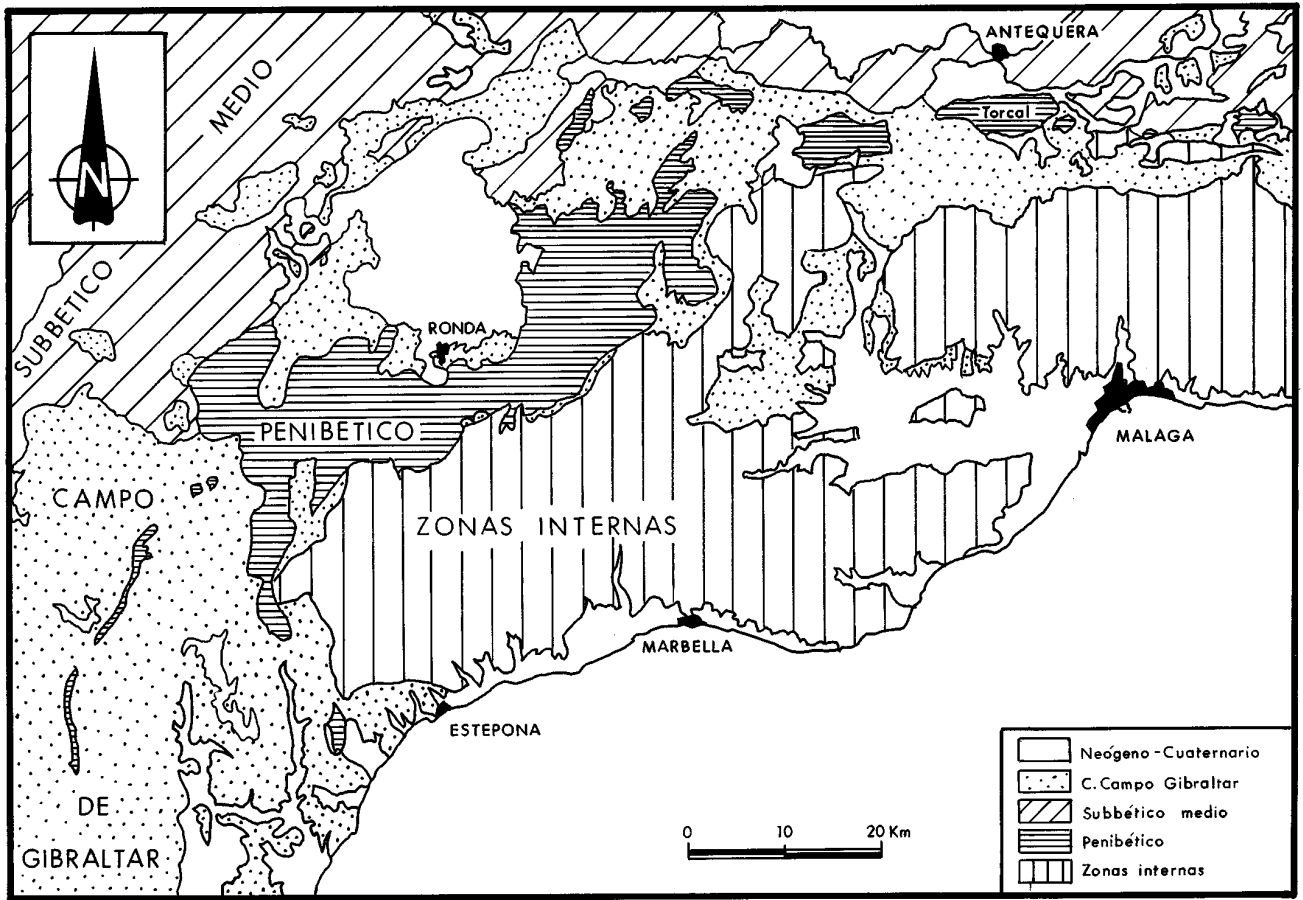 ANTEQUERA
MEDIO
Torcal
N
SUBBETICO
RONDA
PENIBETICO
MALAGA
CAMPO
ZONAS INTERNAS
MARBELLA
ESTEPONA
DE
GIBRALTAR
0 10 20 Km
Neógeno-Cuaternario
C. Campo Gibraltar
Subbético medio
Penibético
Zonas internas